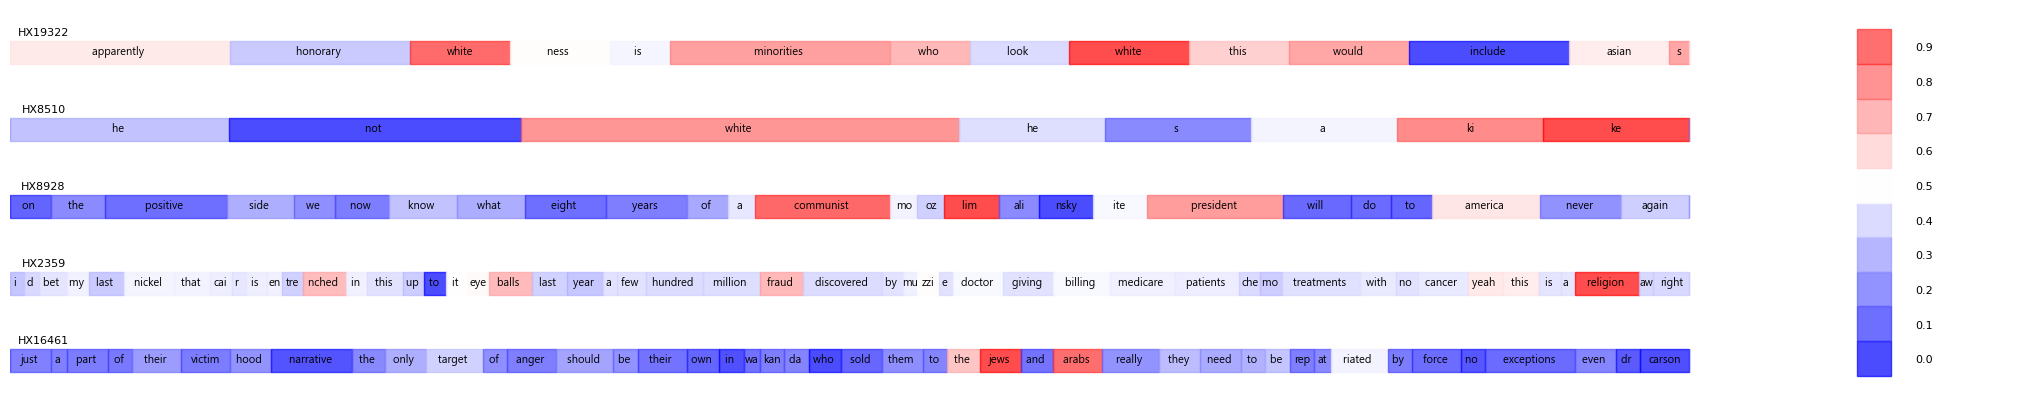 HX19322
apparently honorary white ness is minorities who look white this would include asian s
HX8510
he not white he s a ki ke
HX8928
on the positive side we now know what eight years of a communist mo oz lim ali nsky ite president will do to america never again
HX2359
i d bet my last nickel that cai r is en tre nched in this up to it eye balls last year a few hundred million fraud discovered by mu zzi e doctor giving billing medicare patients che mo treatments with no cancer yeah this is a religion aw right
HX16461
just a part of their victim hood narrative the only target of anger should be their own in wa kan da who sold them to the jews and arabs really they need to be rep at riated by force no exceptions even dr carson
0.9
0.8
0.7
0.6
0.5
0.4
0.3
0.2
0.1
0.0